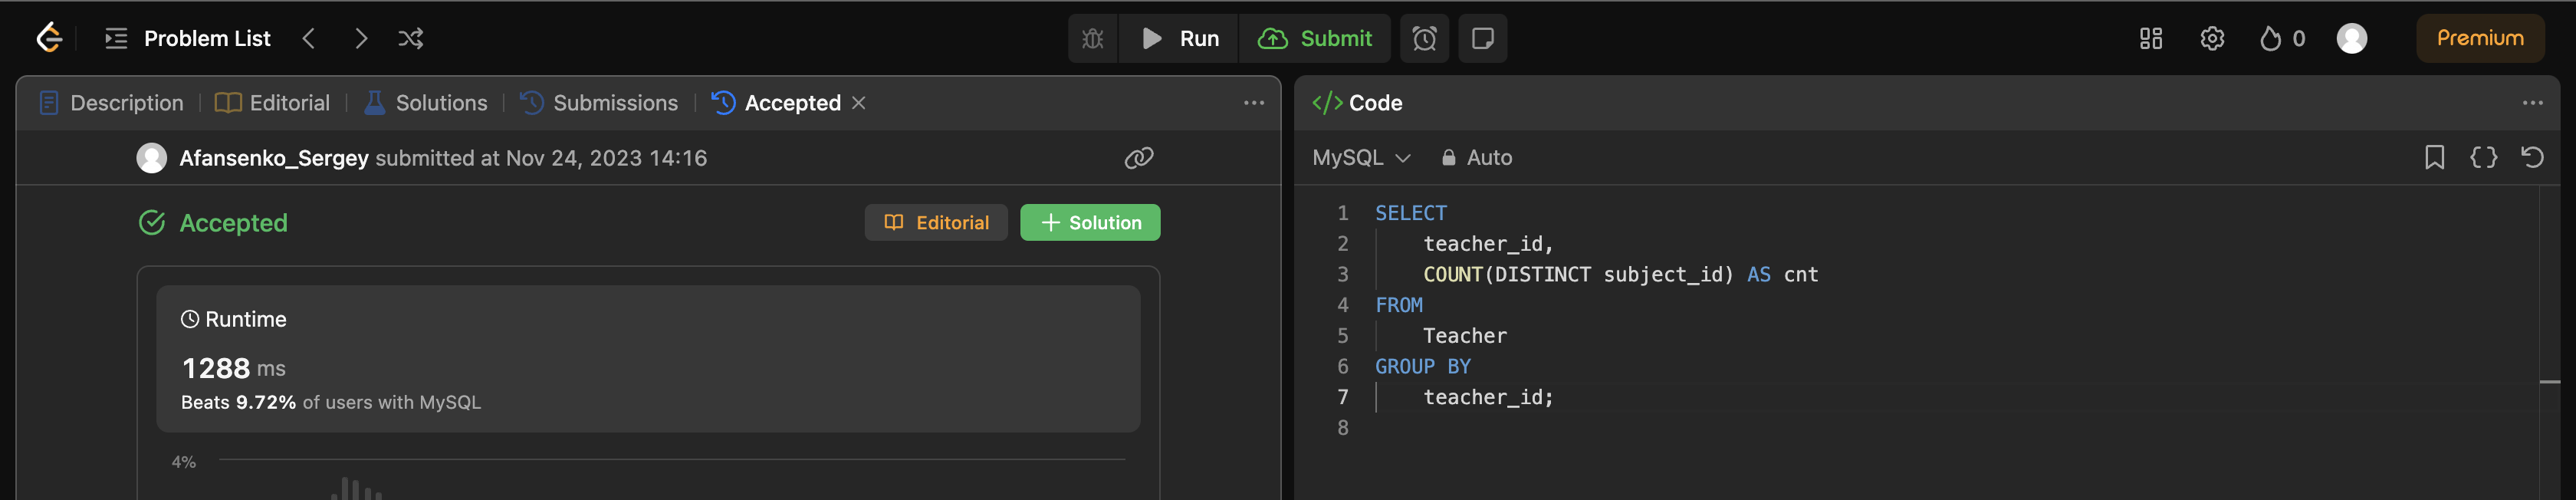 Problem List
Run
Submit
0
Premium
Description
Editorial
Solutions
Submissions
Accepted
Afansenko_Sergey submitted at Nov 24, 2023 14:16
Accepted
Editorial
+ Solution
Runtime
1288 ms
Beats 9.72% of users with MySQL
4%
</> Code
MySQL
Auto
{}
1 SELECT
2 teacher_id,
3 COUNT(DISTINCT subject_id) AS cnt
4 FROM
5 Teacher
6 GROUP BY
7 teacher_id;
8